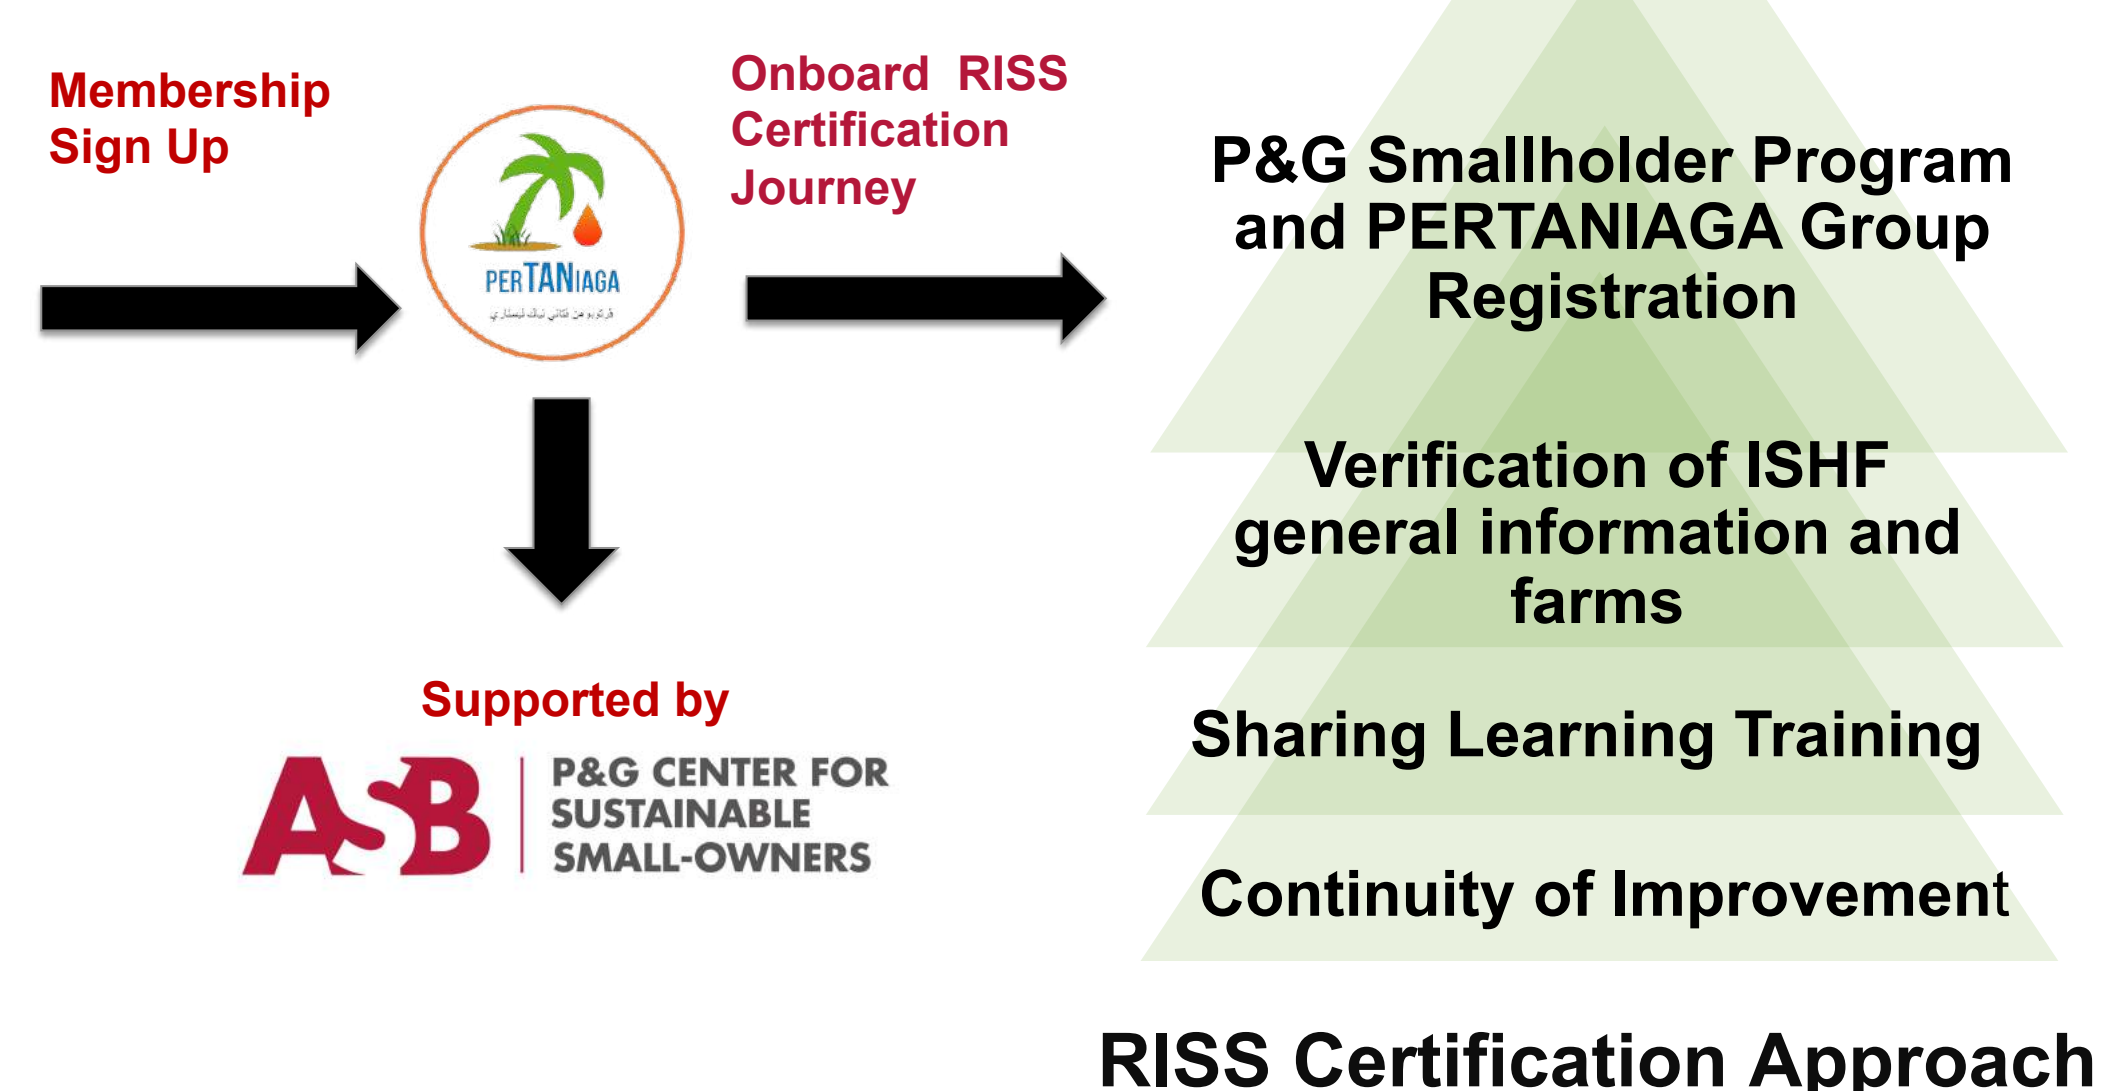 Membership
Sign Up
PERTANIAGA
Onboard RISS
Certification
Journey
Supported by
ASB
P&G CENTER FOR
SUSTAINABLE
SMALL-OWNERS
P&G Smallholder Program
and PERTANIAGA Group
Registration
Verification of ISHF
general information and
farms
Sharing Learning Training
Continuity of Improvement
RISS Certification Approach